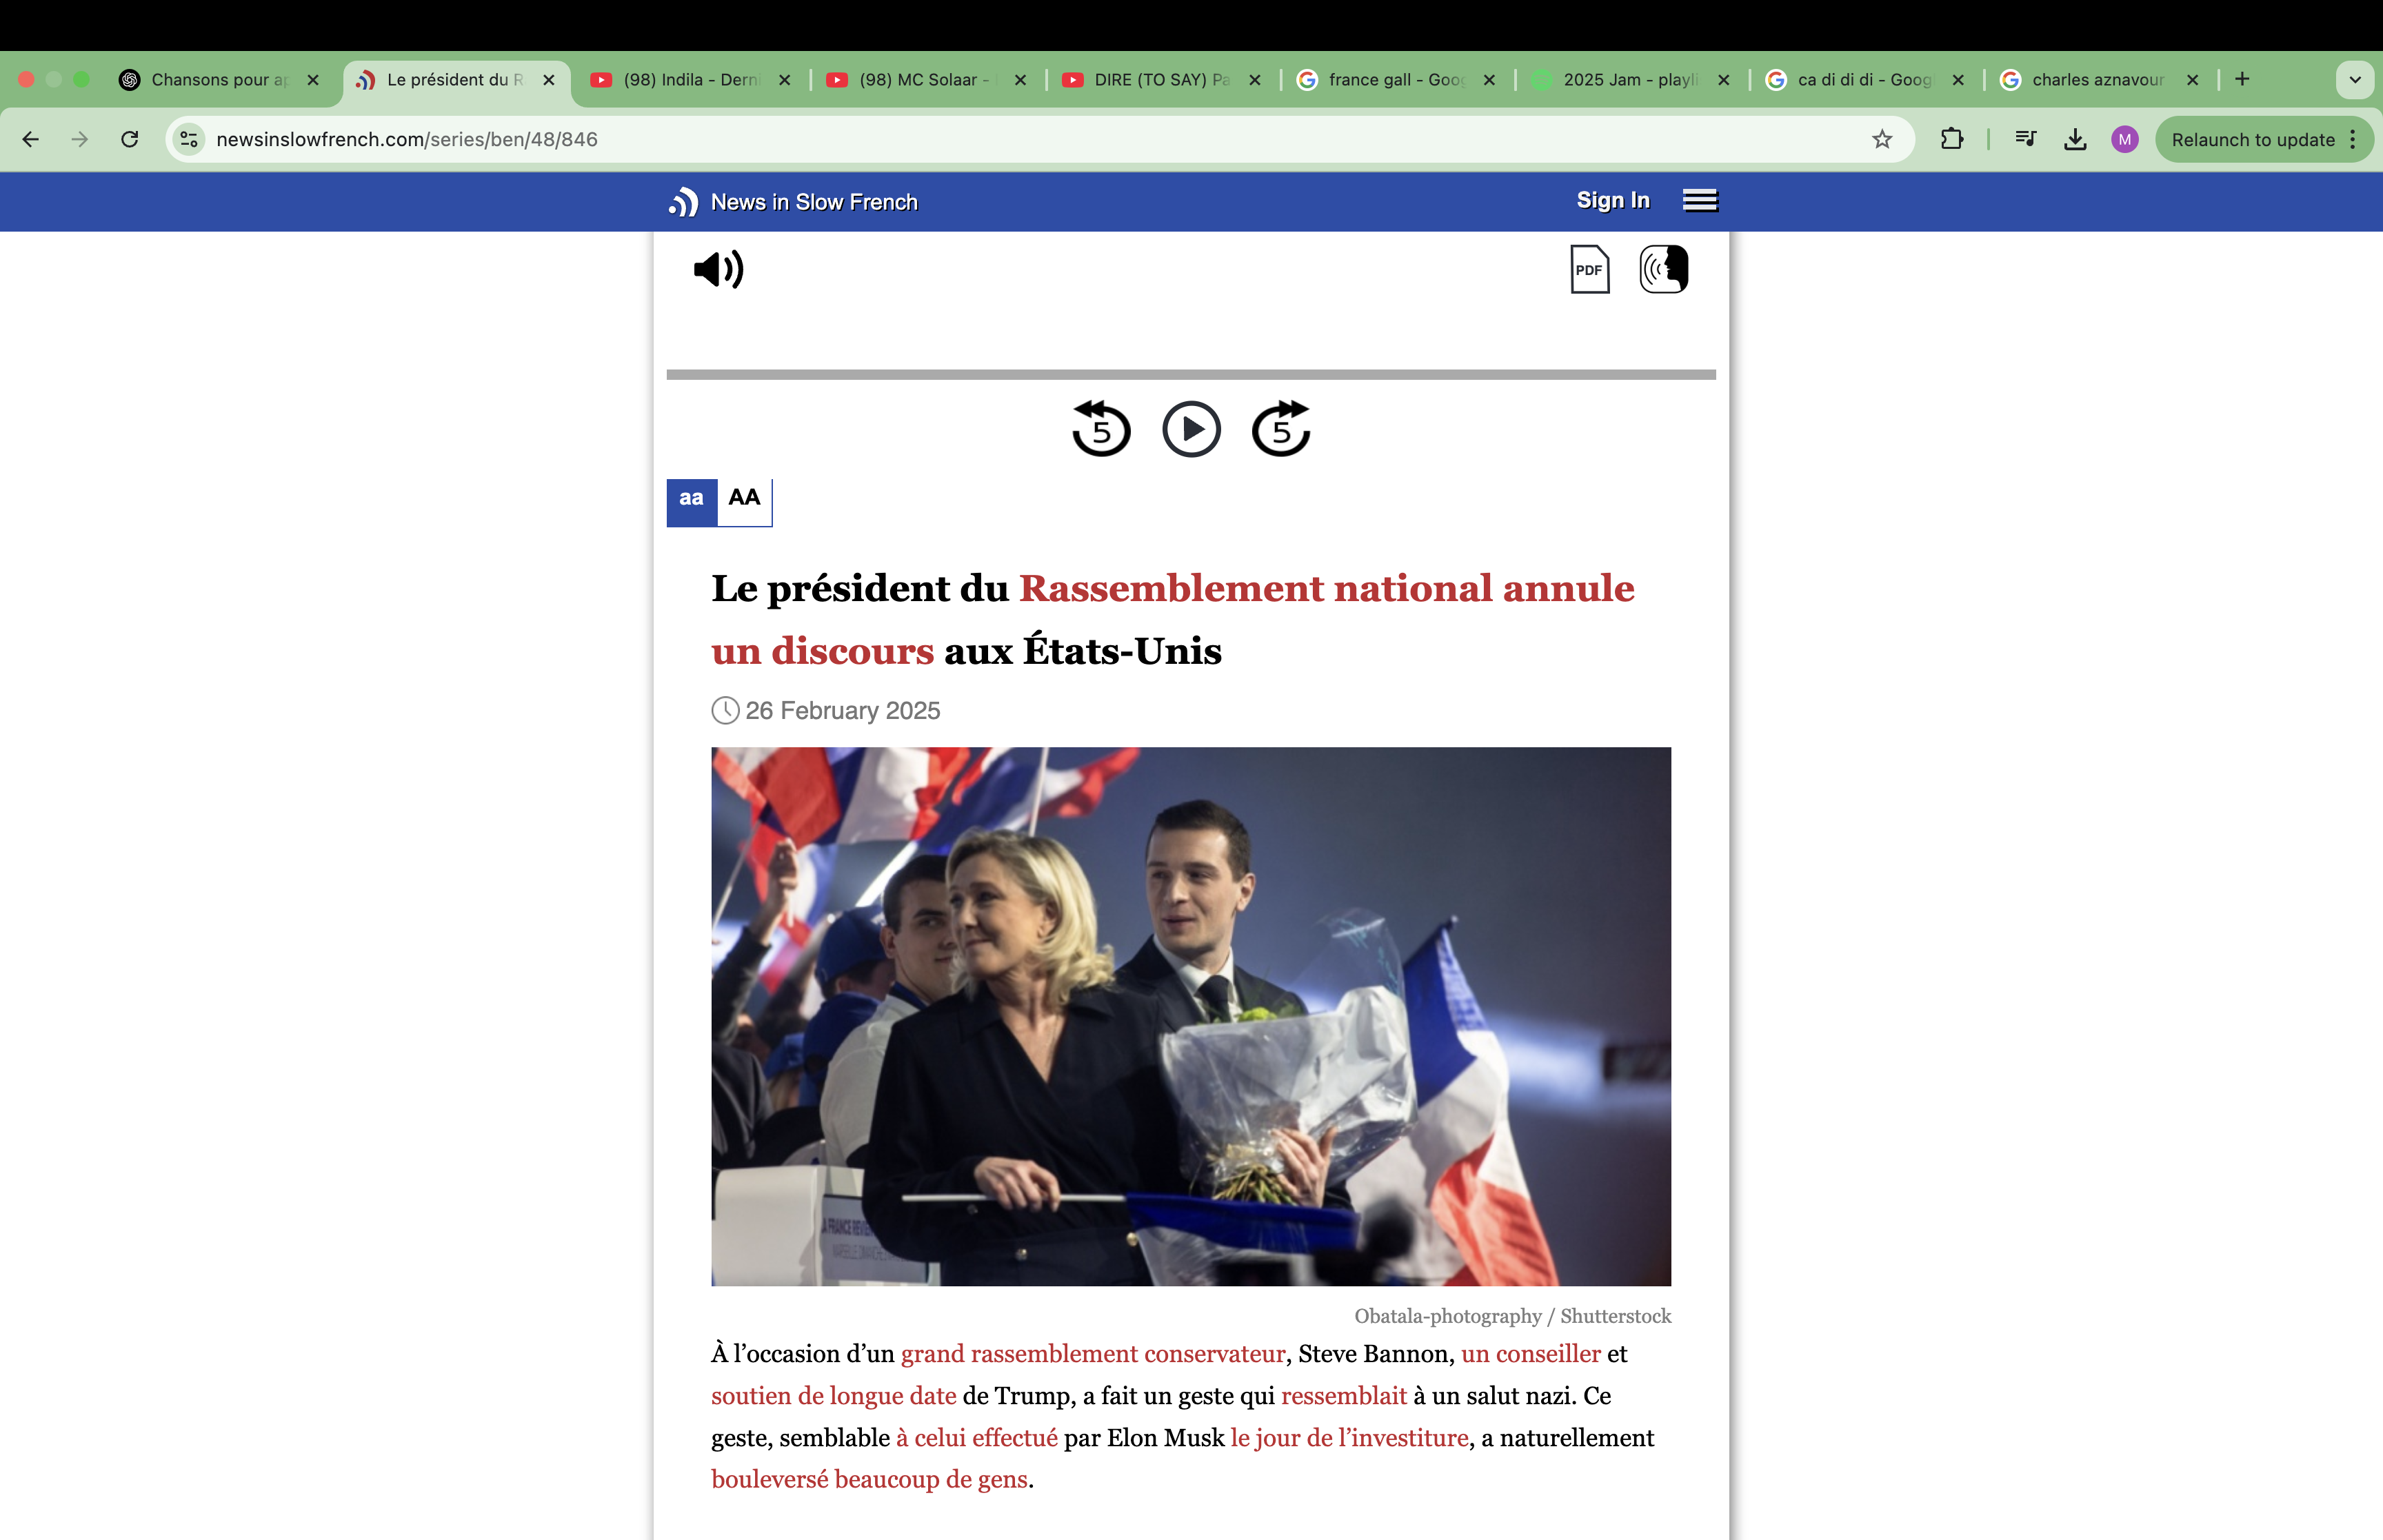 Chansons pour ap
Le président du R
(98) Indila - Derni
(98) MC Solaar -
DIRE (TO SAY) Pa
france gall - Goog
2025 Jam - playli
ca di di di - Googl
charles aznavour
newsinslowfrench.com/series/ben/48/846
M
Relaunch to update
News in Slow French
Sign In
PDF
5
5
aa AA
Le président du Rassemblement national annule
un discours aux États-Unis
26 February 2025
Obatala-photography / Shutterstock
À l’occasion d’un grand rassemblement conservateur, Steve Bannon, un conseiller et
soutien de longue date de Trump, a fait un geste qui ressemblait à un salut nazi. Ce
geste, semblable à celui effectué par Elon Musk le jour de l’investiture, a naturellement
bouleversé beaucoup de gens.